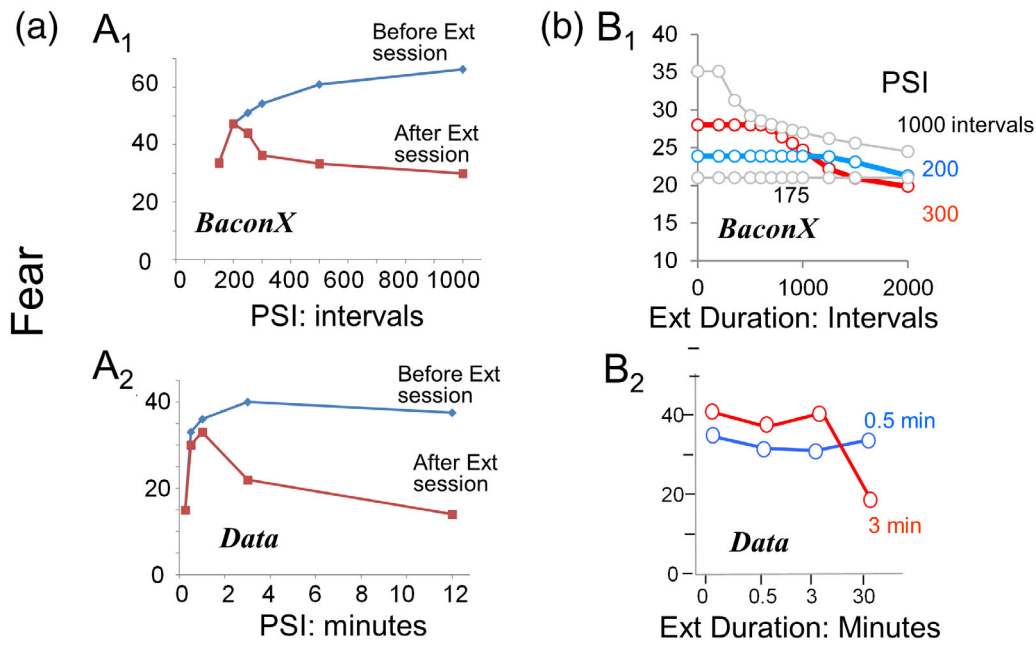 (a)
A1
Before Ext
session
60
40
20
0
After Ext
session
BaconX
0 200 400 600 800 1000
PSI: intervals
Fear
A2
Before Ext
session
40
20
0
After Ext
session
Data
0 2 4 6 8 10 12
PSI: minutes
(b)
B1
40
35
30
25
20
15
10
PSI
1000 intervals
200
175
300
BaconX
0 1000 2000
Ext Duration: Intervals
B2
40
20
0
0.5 min
3 min
Data
0 0.5 3 30
Ext Duration: Minutes